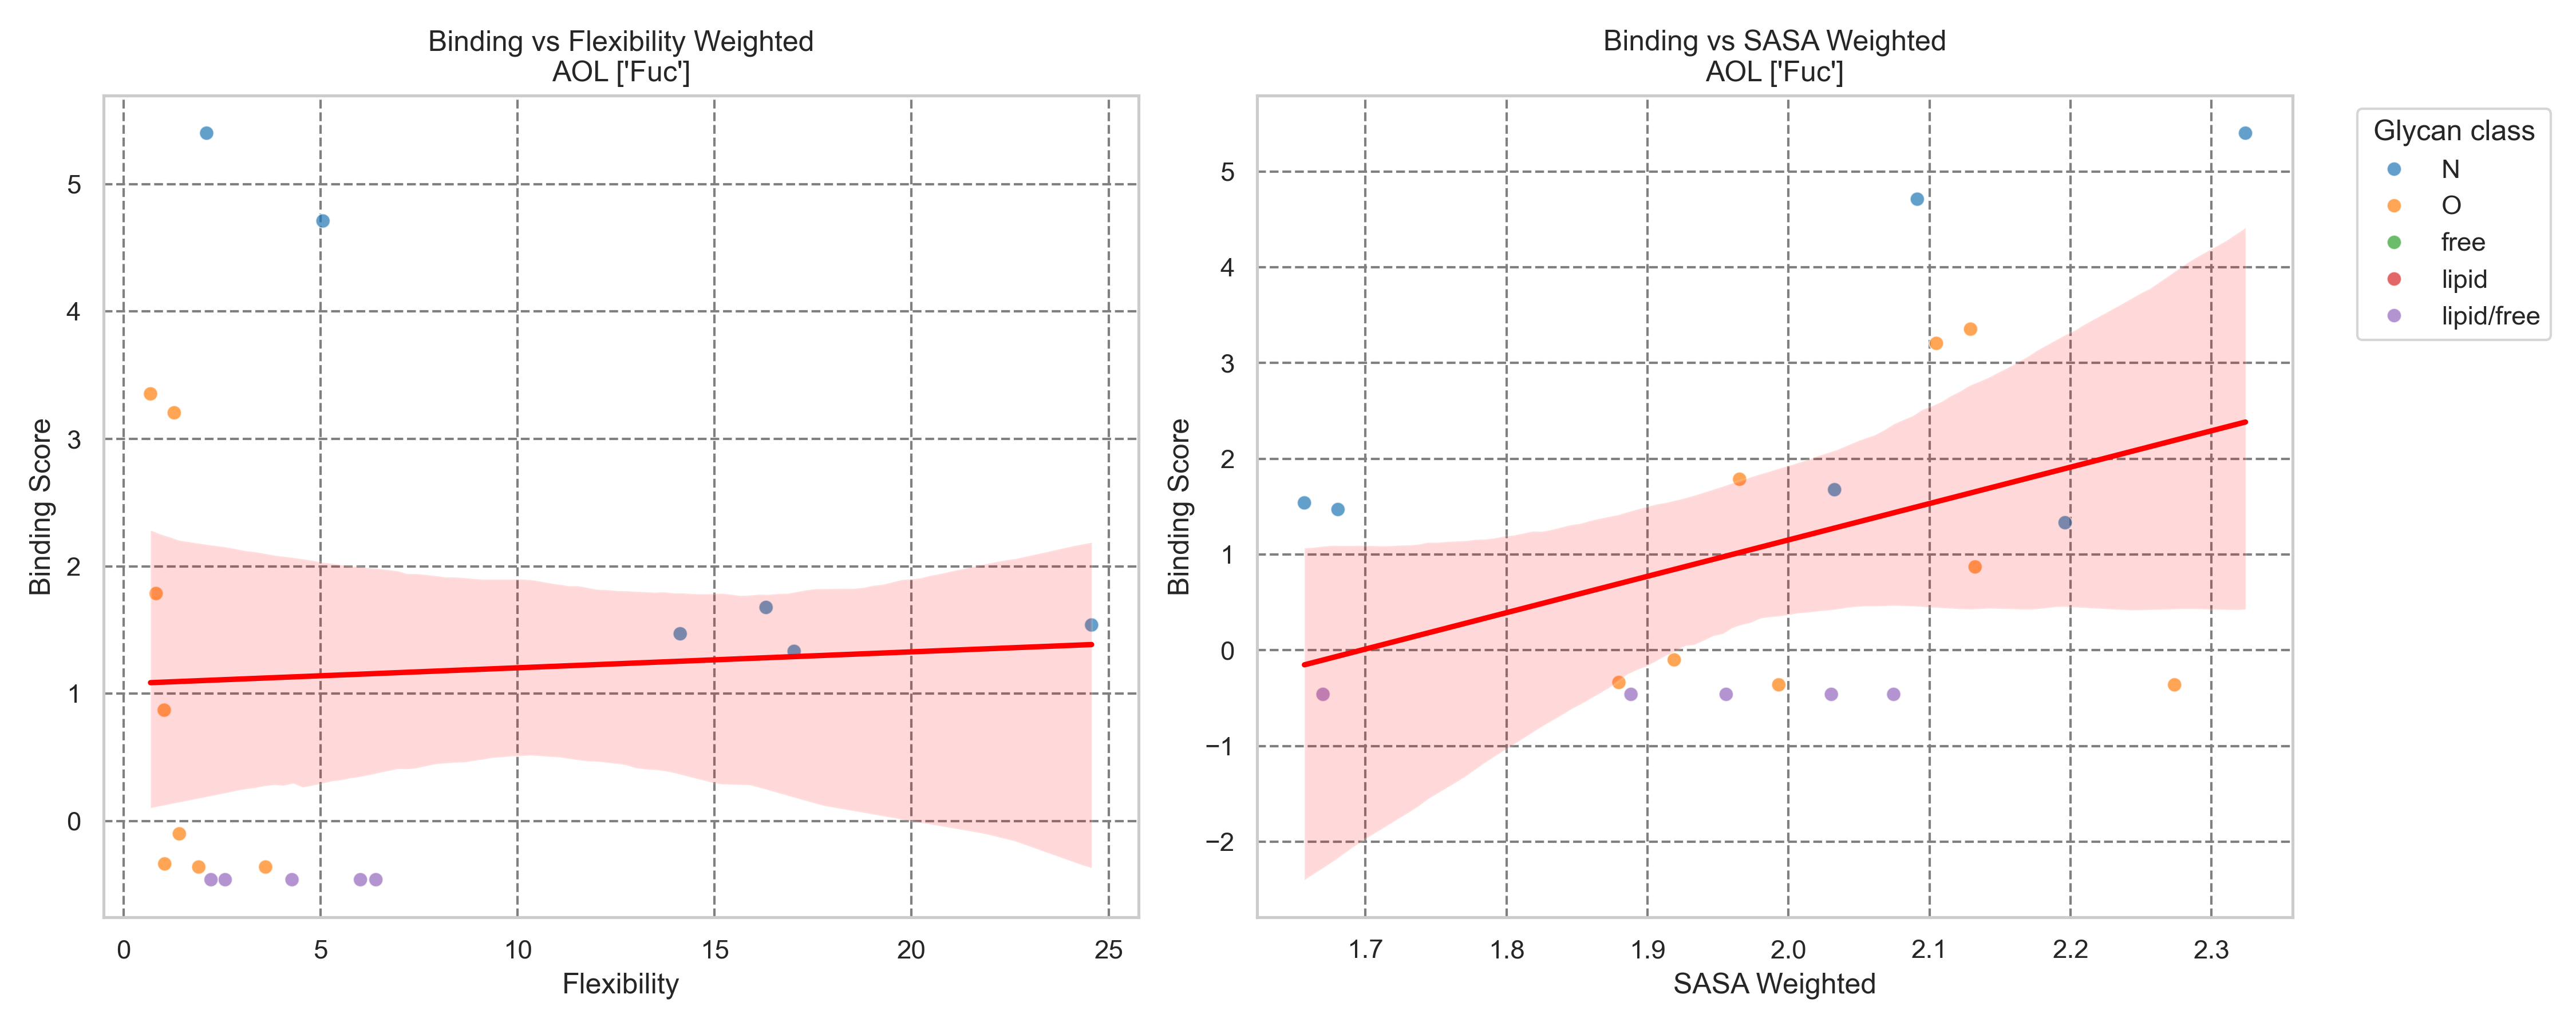 Binding vs Flexibility Weighted
AOL ['Fuc']
Binding Score
5
4
3
2
1
0
0 5 10 15 20 25
Flexibility
Binding vs SASA Weighted
AOL ['Fuc']
Binding Score
5
4
3
2
1
0
−1
−2
1.7 1.8 1.9 2.0 2.1 2.2 2.3
SASA Weighted
Glycan class
N
O
free
lipid
lipid/free